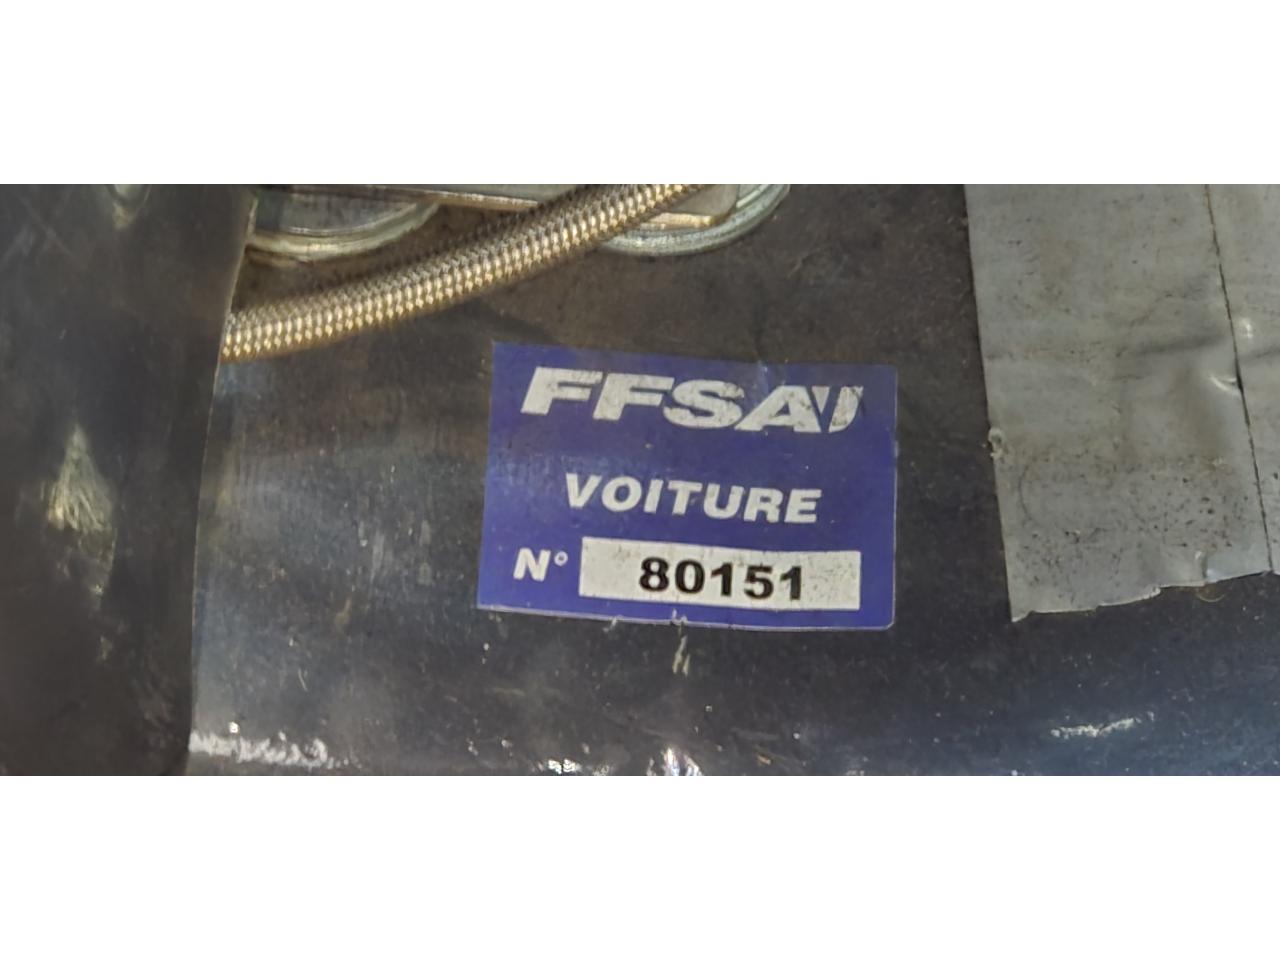 FFSA
VOITURE
N° 80151